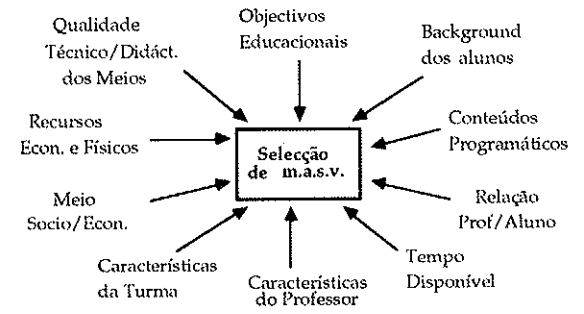 Qualidade
Técnico/Didáct.
dos Meios
Objectivos
Educacionais
Background
dos alunos
Recursos
Econ. e Físicos
Selecção
de m.a.s.v.
Conteúdos
Programáticos
Meio
Socio/Econ.
Relação
Prof/Aluno
Características
da Turma
Características
do Professor
Tempo
Disponível